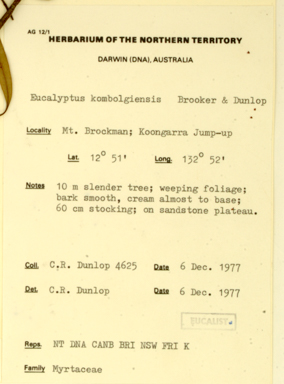 AG 12/1
HERBARIUM OF THE NORTHERN TERRITORY
DARWIN (DNA), AUSTRALIA
Eucalyptus kombolgiensis Brooker & Dunlop
Locality Mt. Brockman; Koongarra Jump-up
Lat. 12° 51' Long. 132° 52'
Notes 10 m slender tree; weeping foliage;
bark smooth, cream almost to base;
60 cm stocking; on sandstone plateau.
Coll. C.R. Dunlop 4625 Date 6 Dec. 1977
Det. C.R. Dunlop Date 6 Dec. 1977
EUCALIST
Reps. NT DNA CANB BRI NSW FRI K
Family Myrtaceae